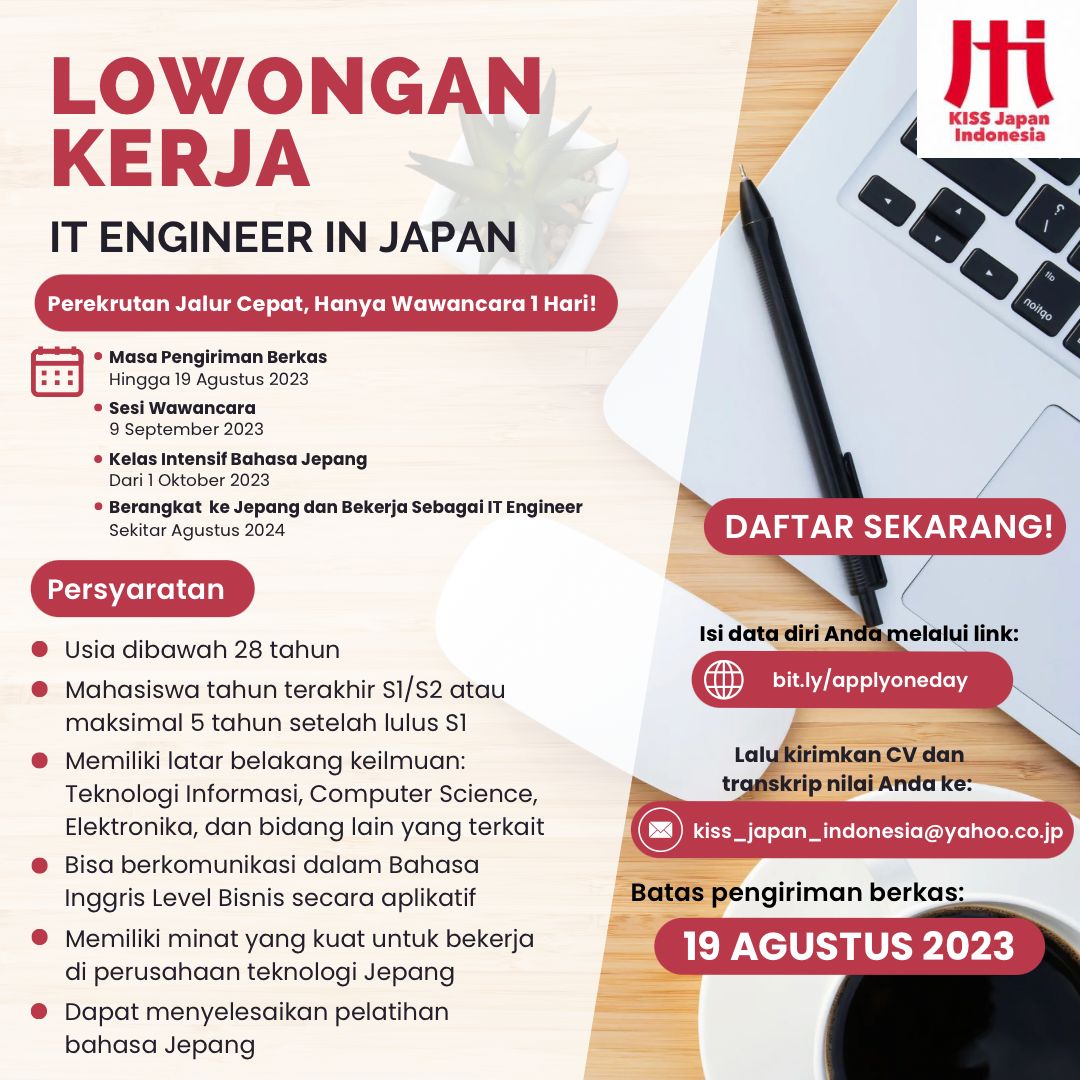 LOWONGAN
KERJA
IT ENGINEER IN JAPAN
Perekrutan Jalur Cepat, Hanya Wawancara 1 Hari!
Masa Pengiriman Berkas
Hingga 19 Agustus 2023
Sesi Wawancara
9 September 2023
Kelas Intensif Bahasa Jepang
Dari 1 Oktober 2023
Berangkat ke Jepang dan Bekerja Sebagai IT Engineer
Sekitar Agustus 2024
Persyaratan
Usia dibawah 28 tahun
Mahasiswa tahun terakhir S1/S2 atau
maksimal 5 tahun setelah lulus S1
Memiliki latar belakang keilmuan:
Teknologi Informasi, Computer Science,
Elektronika, dan bidang lain yang terkait
Bisa berkomunikasi dalam Bahasa
Inggris Level Bisnis secara aplikatif
Memiliki minat yang kuat untuk bekerja
di perusahaan teknologi Jepang
Dapat menyelesaikan pelatihan
bahasa Jepang
KISS Japan
Indonesia
DAFTAR SEKARANG!
Isi data diri Anda melalui link:
bit.ly/applyoneday
Lalu kirimkan CV dan
transkrip nilai Anda ke:
kiss_japan_indonesia@yahoo.co.jp
Batas pengiriman berkas:
19 AGUSTUS 2023